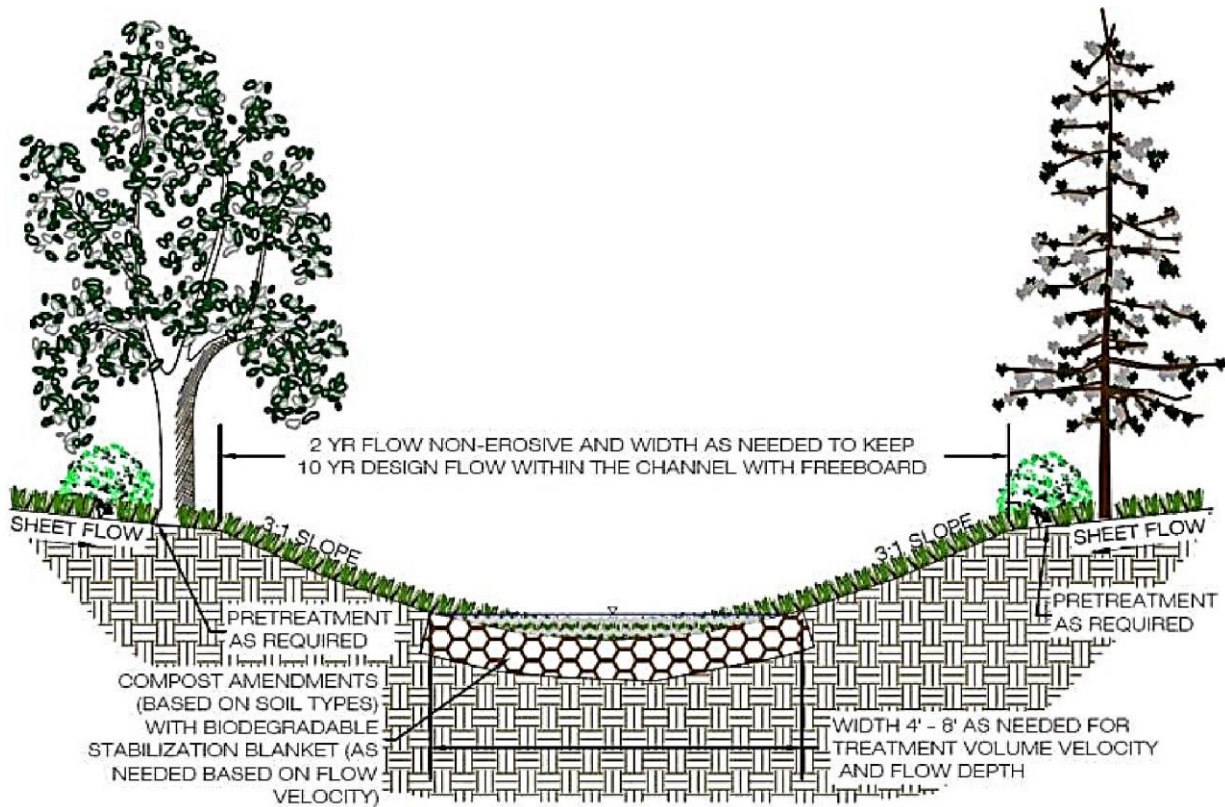 2 YR FLOW NON-EROSIVE AND WIDTH AS NEEDED TO KEEP
10 YR DESIGN FLOW WITHIN THE CHANNEL WITH FREEBOARD
SHEET FLOW
3:1 SLOPE
3:1 SLOPE
SHEET FLOW
PRETREATMENT
AS REQUIRED
PRETREATMENT
AS REQUIRED
COMPOST AMENDMENTS
(BASED ON SOIL TYPES)
WITH BIODEGRADABLE
STABILIZATION BLANKET (AS
NEEDED BASED ON FLOW
VELOCITY)
WIDTH 4' - 8' AS NEEDED FOR
TREATMENT VOLUME VELOCITY
AND FLOW DEPTH